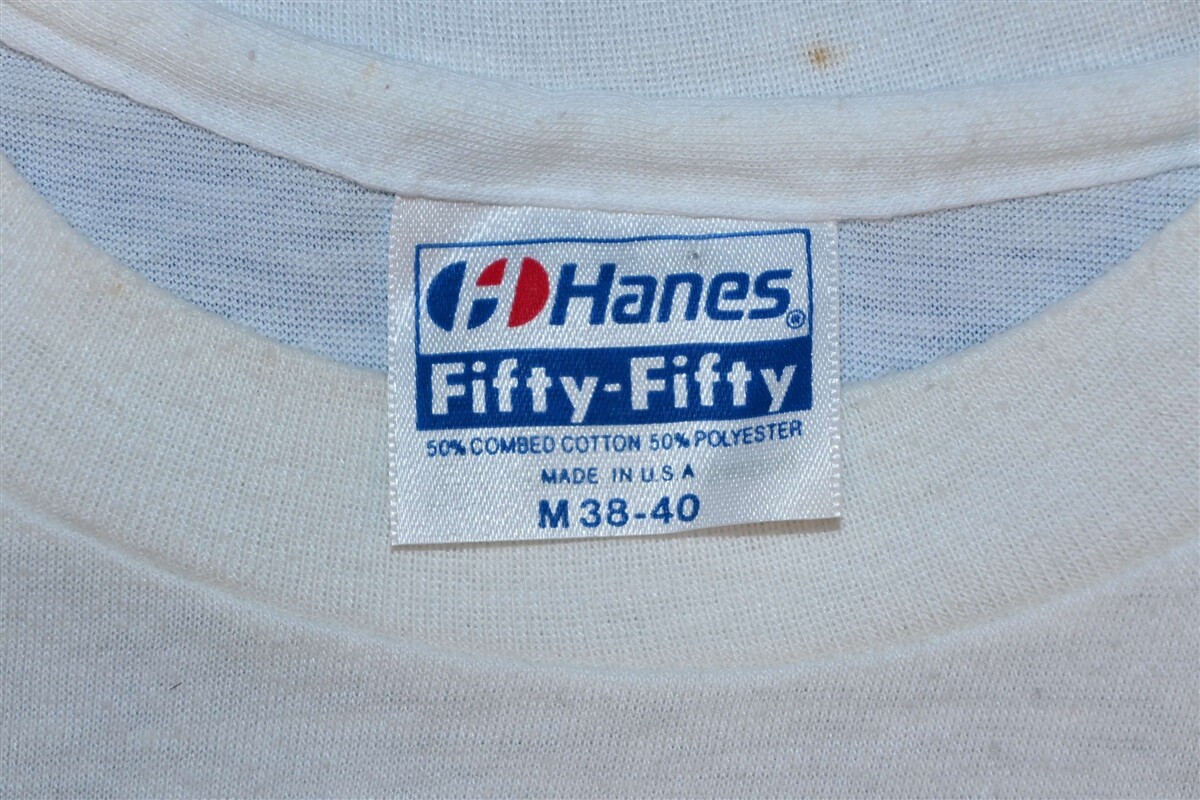 Hanes®
Fifty-Fifty
50% COMBED COTTON 50% POLYESTER
MADE IN U.S A
M 38-40